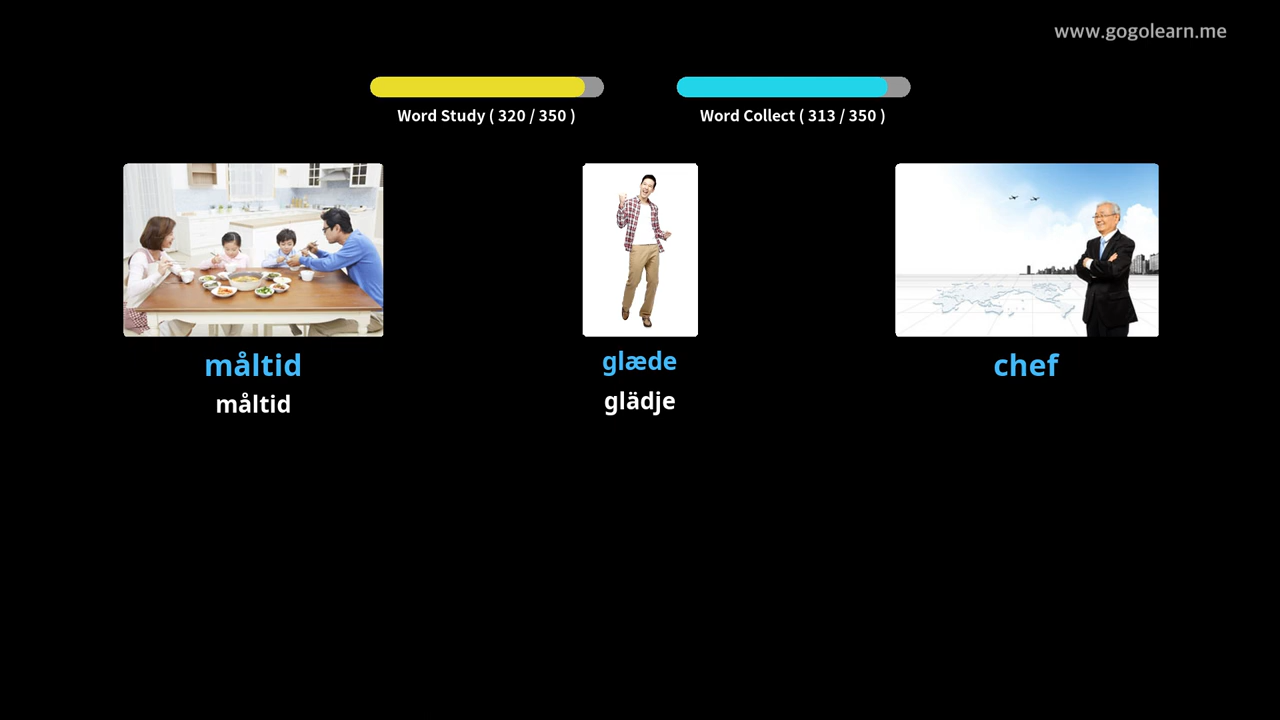 www.gogolearn.me
Word Study ( 320 / 350 )
Word Collect ( 313 / 350 )
måltid
måltid
glæde
glädje
chef